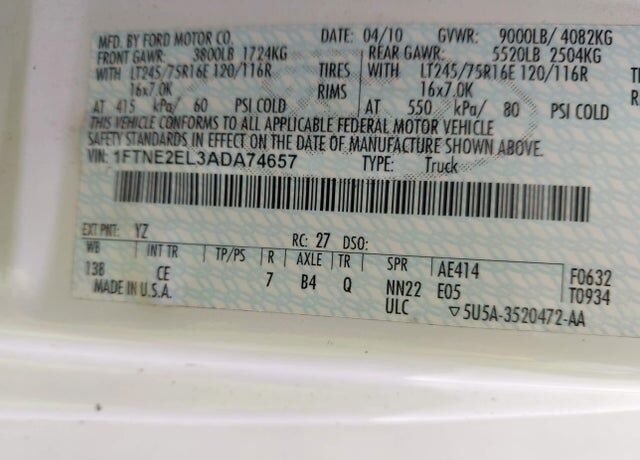 MFD. BY FORD MOTOR CO. DATE: 04/10 GVWR: 9000LB/ 4082KG
FRONT GAWR: 3800LB 1724KG REAR GAWR: 5520LB 2504KG
WITH LT245/75R16E 120/116R TIRES WITH LT245/75R16E 120/116R
16x7.0K RIMS 16x7.0K
AT 415 kPa/ 60 PSI COLD AT 550 kPa/ 80 PSI COLD
THIS VEHICLE CONFORMS TO ALL APPLICABLE FEDERAL MOTOR VEHICLE
SAFETY STANDARDS IN EFFECT ON THE DATE OF MANUFACTURE SHOWN ABOVE.
VIN: 1FTNE2EL3ADA74657 TYPE: Truck
EXT PNT: YZ RC: 27 DSO:
WB INT TR TP/PS R AXLE TR SPR AE414 F0632
138 CE 7 B4 Q NN22 E05 T0934
MADE IN U.S.A. ULC ▽5U5A-3520472-AA